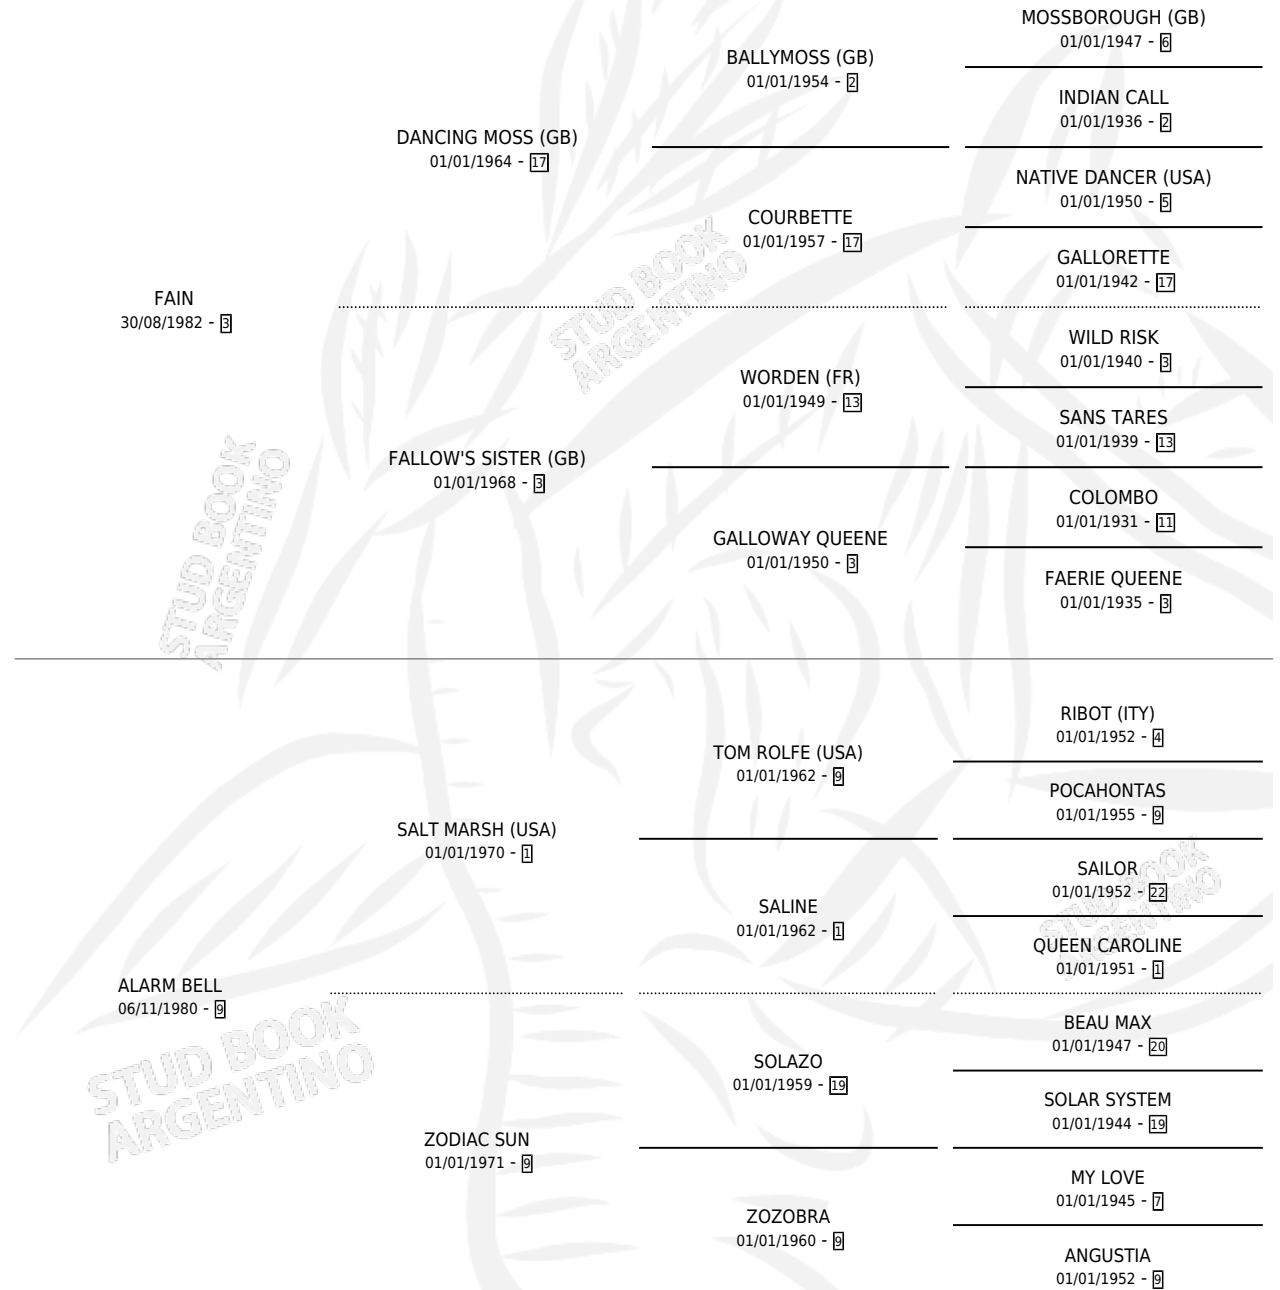 MOSSBOROUGH (GB)
01/01/1947 - 6
BALLYMOSS (GB)
01/01/1954 - 2
INDIAN CALL
01/01/1936 - 2
DANCING MOSS (GB)
01/01/1964 - 17
NATIVE DANCER (USA)
01/01/1950 - 5
COURBETTE
01/01/1957 - 17
GALLORETTE
01/01/1942 - 17
FAIN
30/08/1982 - 3
WILD RISK
01/01/1940 - 3
WORDEN (FR)
01/01/1949 - 13
SANS TARES
01/01/1939 - 13
FALLOW'S SISTER (GB)
01/01/1968 - 3
COLOMBO
01/01/1931 - 11
GALLOWAY QUEENE
01/01/1950 - 3
FAERIE QUEENE
01/01/1935 - 3
STUD BOOK
ARGENTINO
STUD BOOK
ARGENTINO
RIBOT (ITY)
01/01/1952 - 4
TOM ROLFE (USA)
01/01/1962 - 9
POCAHONTAS
01/01/1955 - 9
SALT MARSH (USA)
01/01/1970 - 1
SAILOR
01/01/1952 - 22
SALINE
01/01/1962 - 1
QUEEN CAROLINE
01/01/1951 - 1
ALARM BELL
06/11/1980 - 9
BEAU MAX
01/01/1947 - 20
SOLAZO
01/01/1959 - 19
SOLAR SYSTEM
01/01/1944 - 19
ZODIAC SUN
01/01/1971 - 9
MY LOVE
01/01/1945 - 7
ZOZOBRA
01/01/1960 - 9
ANGUSTIA
01/01/1952 - 9
STUD BOOK
ARGENTINO
STUD BOOK
ARGENTINO